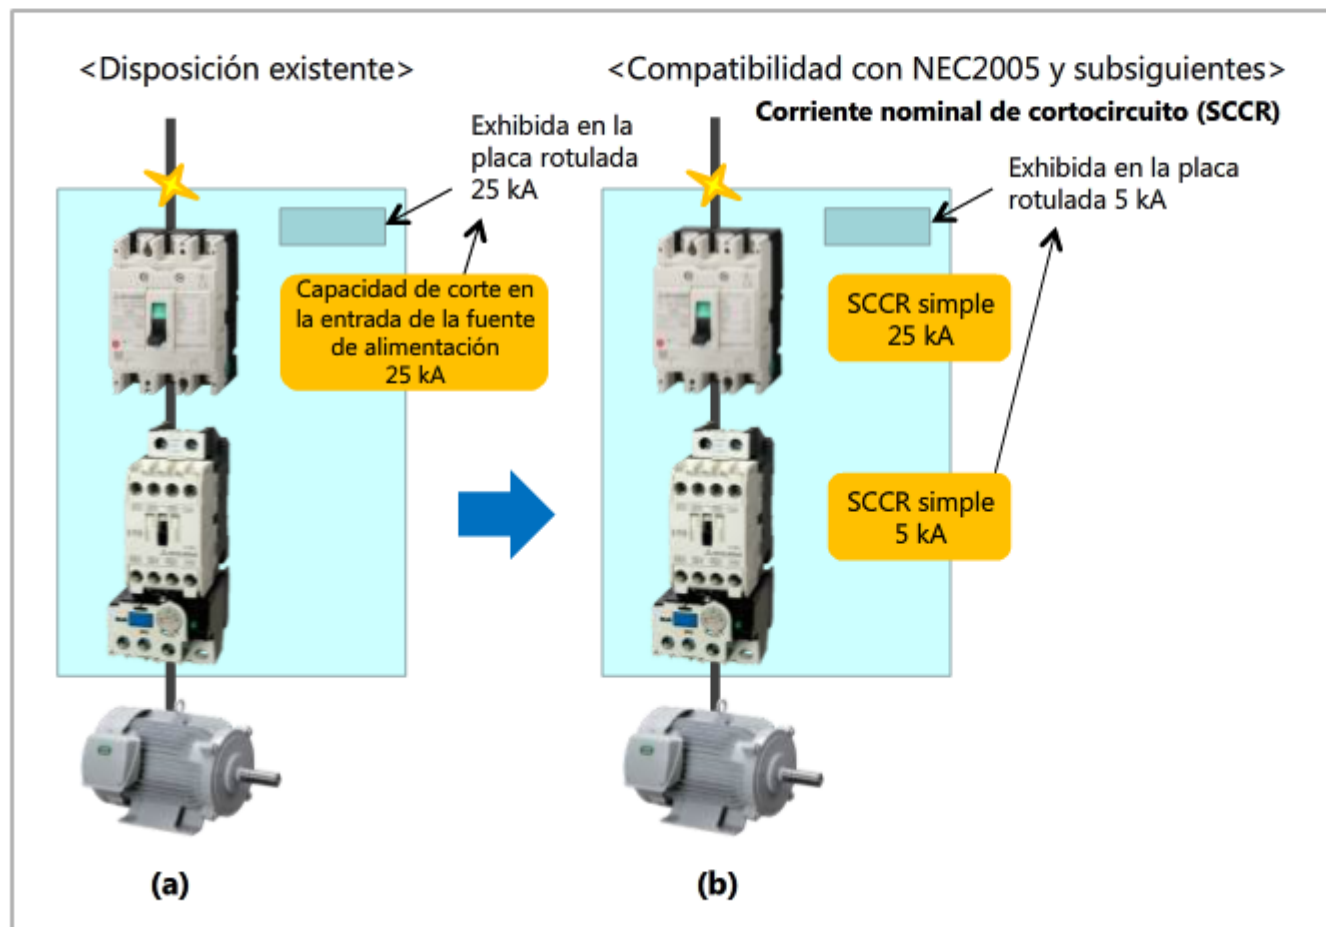 <Disposición existente>
Exhibida en la
placa rotulada
25 kA
Capacidad de corte en
la entrada de la fuente
de alimentación
25 kA
(a)
<Compatibilidad con NEC2005 y subsiguientes>
Corriente nominal de cortocircuito (SCCR)
Exhibida en la placa
rotulada 5 kA
SCCR simple
25 kA
SCCR simple
5 kA
(b)